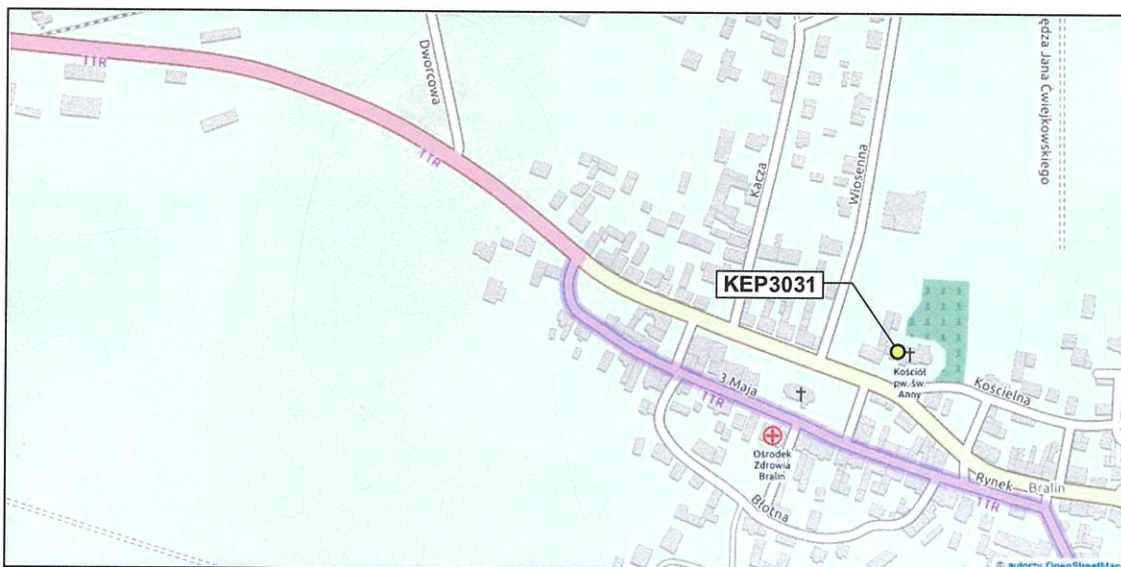 TTR
Dworcowa
TTR
Kacza
Wiosenna
ędza Jana Ćwiejkowskiego
KEP3031
Kościół
pw. św.
Anny
Kościelna
3 Maja
TTR
Ośrodek
Zdrowia
Bralin
Błotna
Rynek
Bralin
TTR
© autorzy OpenStreetMap